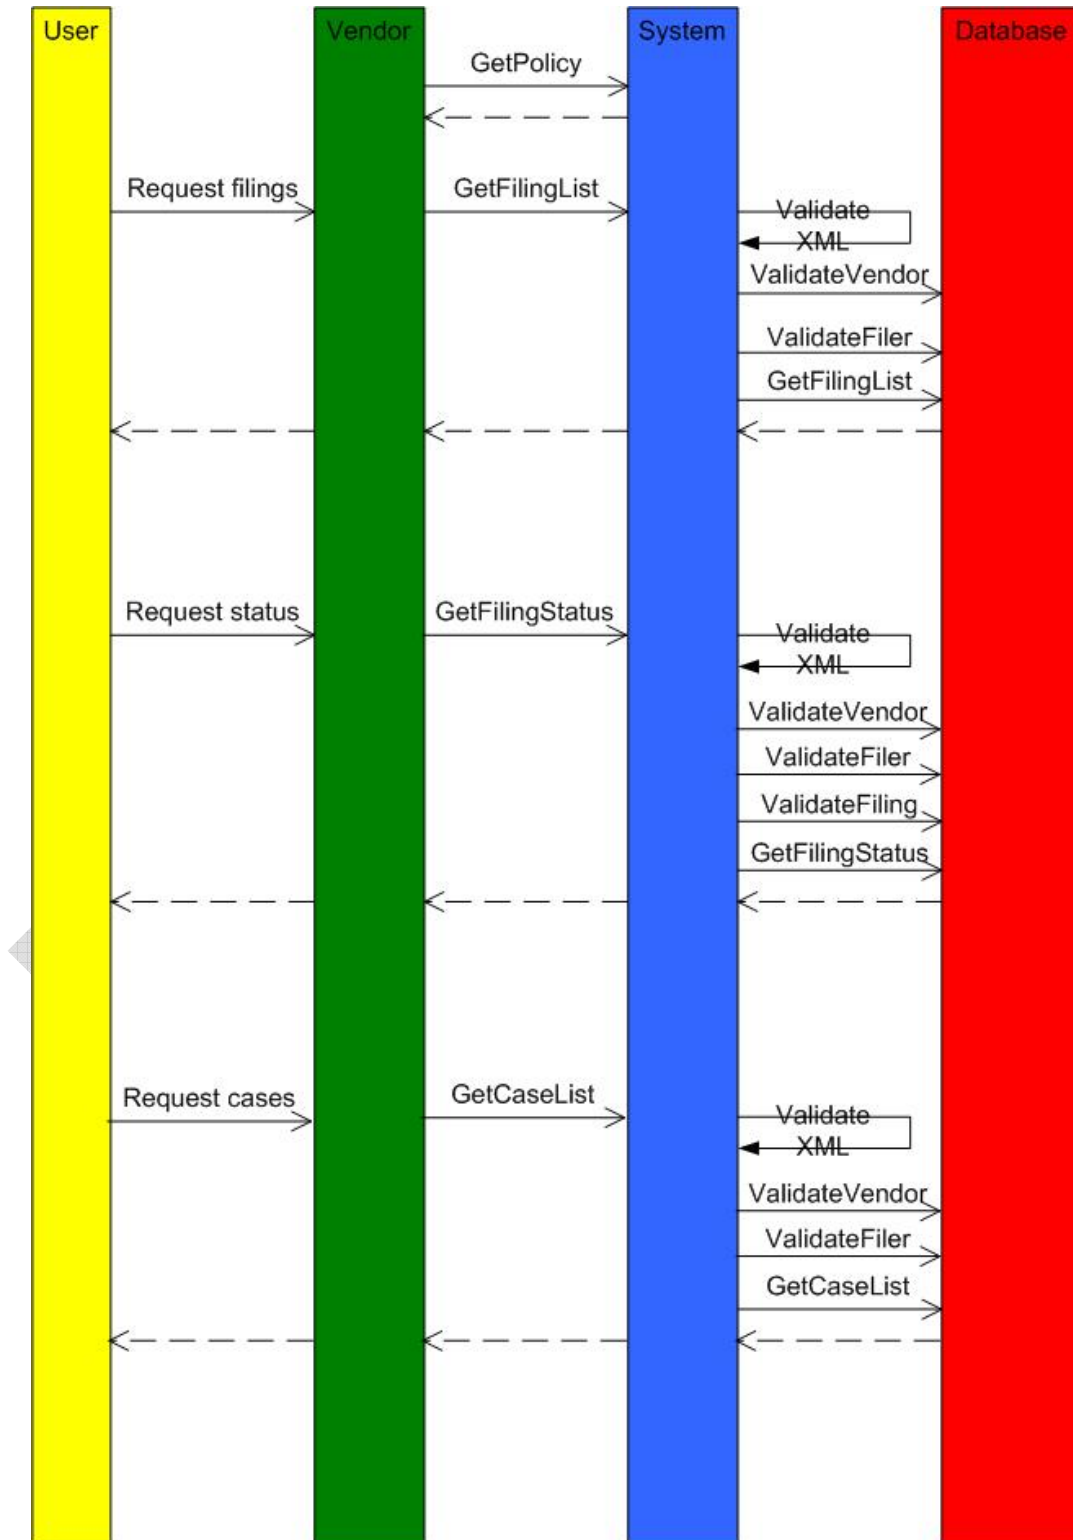 User
Vendor
System
Database
GetPolicy
Request filings
GetFilingList
Validate
XML
ValidateVendor
ValidateFiler
GetFilingList
Request status
GetFilingStatus
Validate
XML
ValidateVendor
ValidateFiler
ValidateFiling
GetFilingStatus
Request cases
GetCaseList
Validate
XML
ValidateVendor
ValidateFiler
GetCaseList